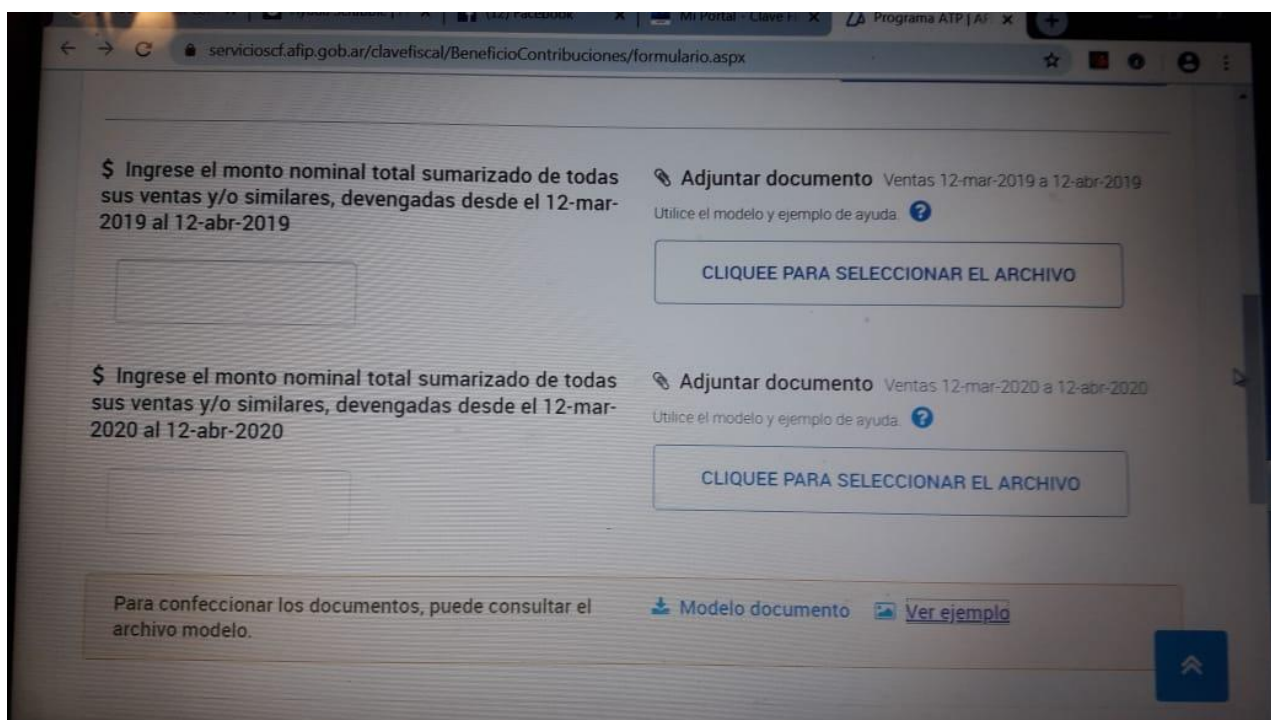 (12) Facebook
Mi Portal - Clave Fi
Programa ATP | AF
servicioscf.afip.gob.ar/clavefiscal/BeneficioContribuciones/formulario.aspx
$ Ingrese el monto nominal total sumarizado de todas
sus ventas y/o similares, devengadas desde el 12-mar-
2019 al 12-abr-2019
Adjuntar documento Ventas 12-mar-2019 a 12-abr-2019
Utilice el modelo y ejemplo de ayuda. ?
CLIQUEE PARA SELECCIONAR EL ARCHIVO
$ Ingrese el monto nominal total sumarizado de todas
sus ventas y/o similares, devengadas desde el 12-mar-
2020 al 12-abr-2020
Adjuntar documento Ventas 12-mar-2020 a 12-abr-2020
Utilice el modelo y ejemplo de ayuda. ?
CLIQUEE PARA SELECCIONAR EL ARCHIVO
Para confeccionar los documentos, puede consultar el
archivo modelo.
Modelo documento
Ver ejemplo